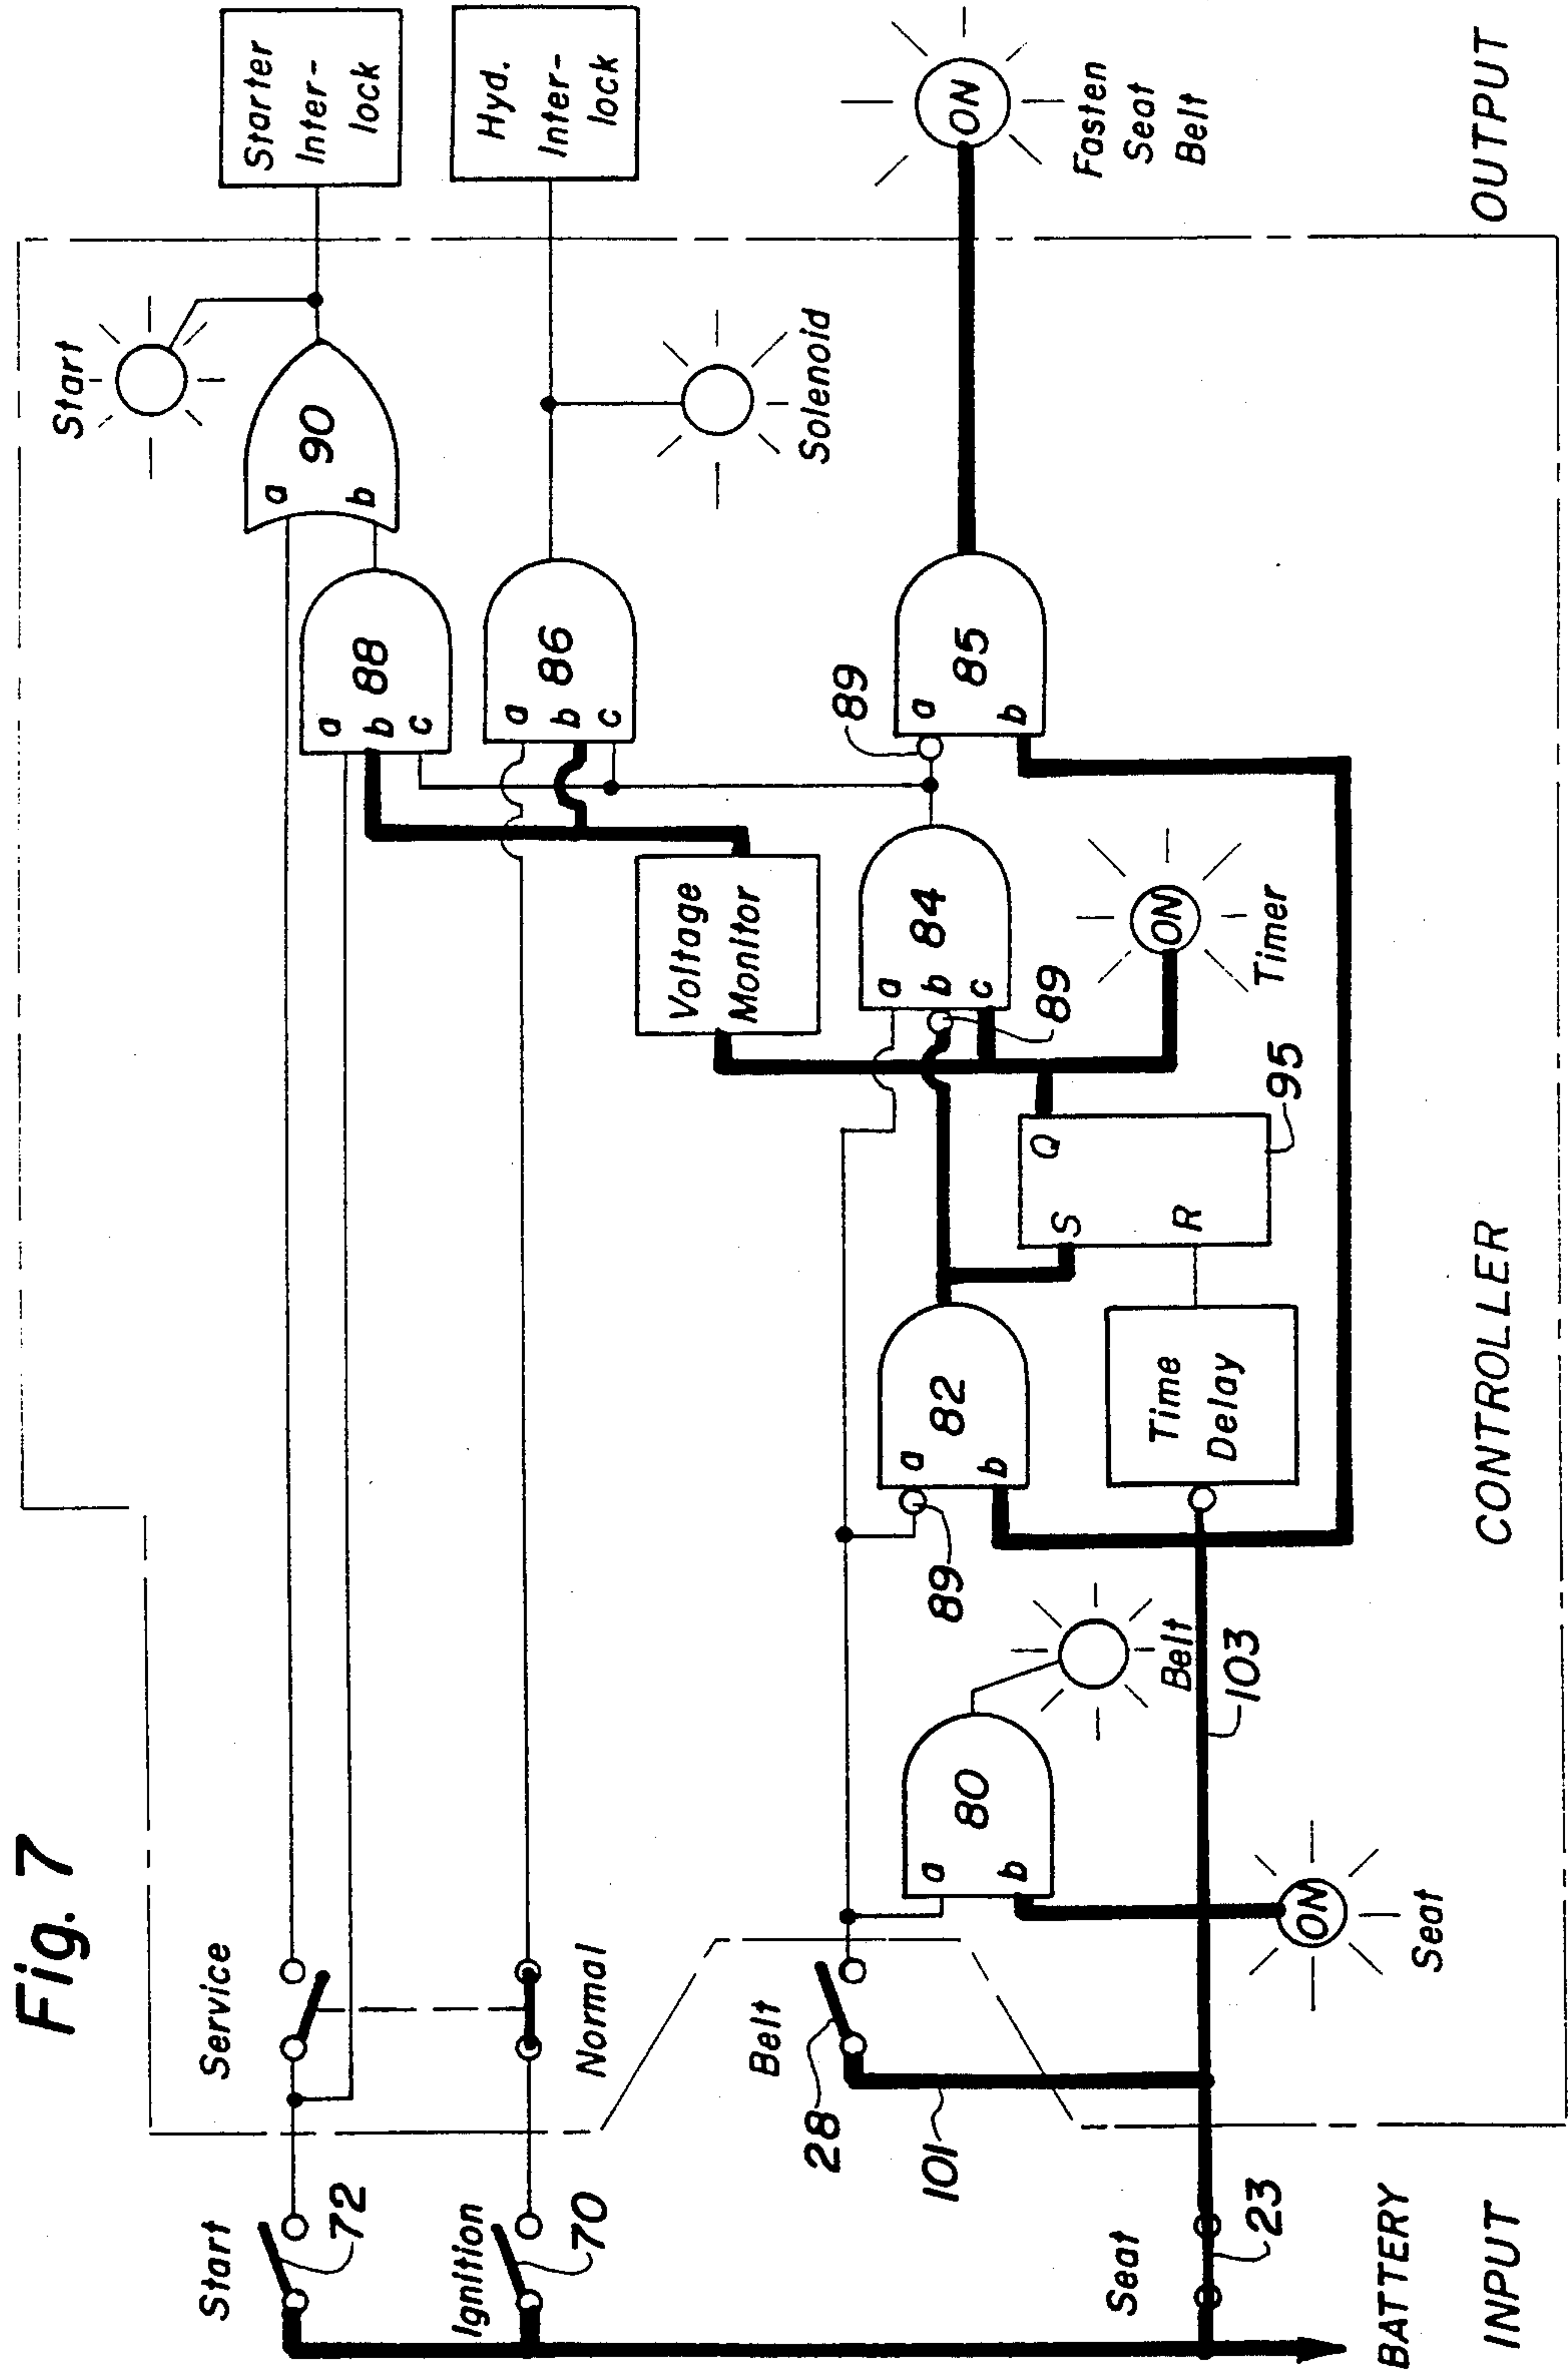 Fig. 7
Start
72
Ignition
70
Seat
23
BATTERY
INPUT
Service
Normal
Belt
28
101
103
Seat
ON
a
b
80
Belt
89
a
b
82
Time
Delay
S
R
Q
95
Timer
ON
a
b
c
84
89
Voltage
Monitor
a
b
c
88
a
b
c
86
89
a
b
85
a
b
90
Start
Solenoid
CONTROLLER
Starter
Inter-
lock
Hyd.
Inter-
lock
ON
Fasten
Seat
Belt
OUTPUT